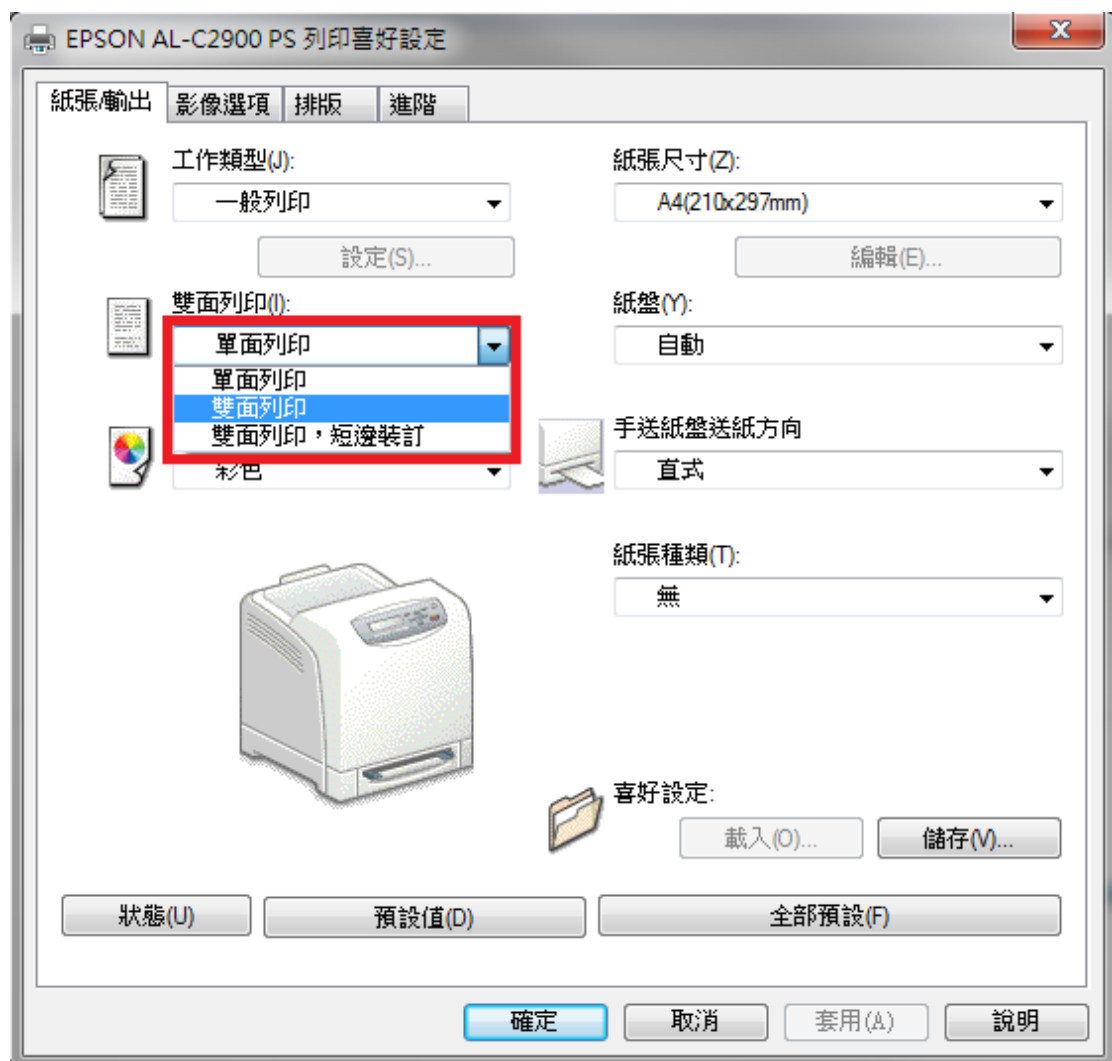 EPSON AL-C2900 PS 列印喜好設定
紙張/輸出 影像選項 排版 進階
工作類型(J):
一般列印
設定(S)...
紙張尺寸(Z):
A4(210x297mm)
編輯(E)...
雙面列印(I):
單面列印
單面列印
雙面列印
雙面列印，短邊裝訂
彩色
紙盤(Y):
自動
手送紙盤送紙方向
直式
紙張種類(T):
無
喜好設定:
載入(O)... 儲存(V)...
狀態(U) 預設值(D) 全部預設(F)
確定 取消 套用(A) 說明